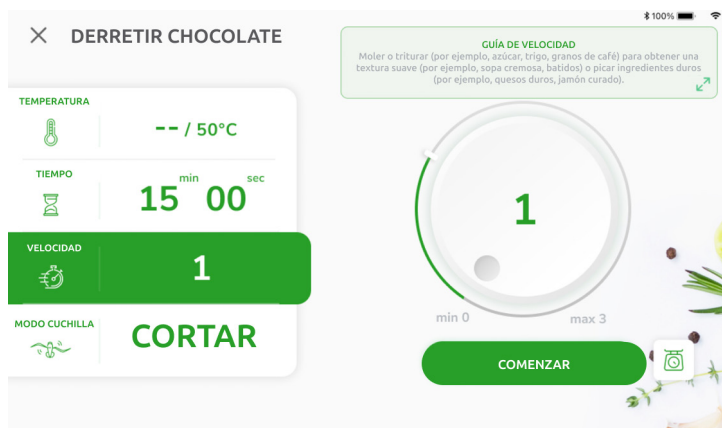 100%
DERRETIR CHOCOLATE
GUÍA DE VELOCIDAD
Moler o triturar (por ejemplo, azúcar, trigo, granos de café) para obtener una
textura suave (por ejemplo, sopa cremosa, batidos) o picar ingredientes duros
(por ejemplo, quesos duros, jamón curado).
TEMPERATURA
-- / 50°C
TIEMPO
15 min 00 sec
VELOCIDAD
1
MODO CUCHILLA
CORTAR
1
min 0
max 3
COMENZAR